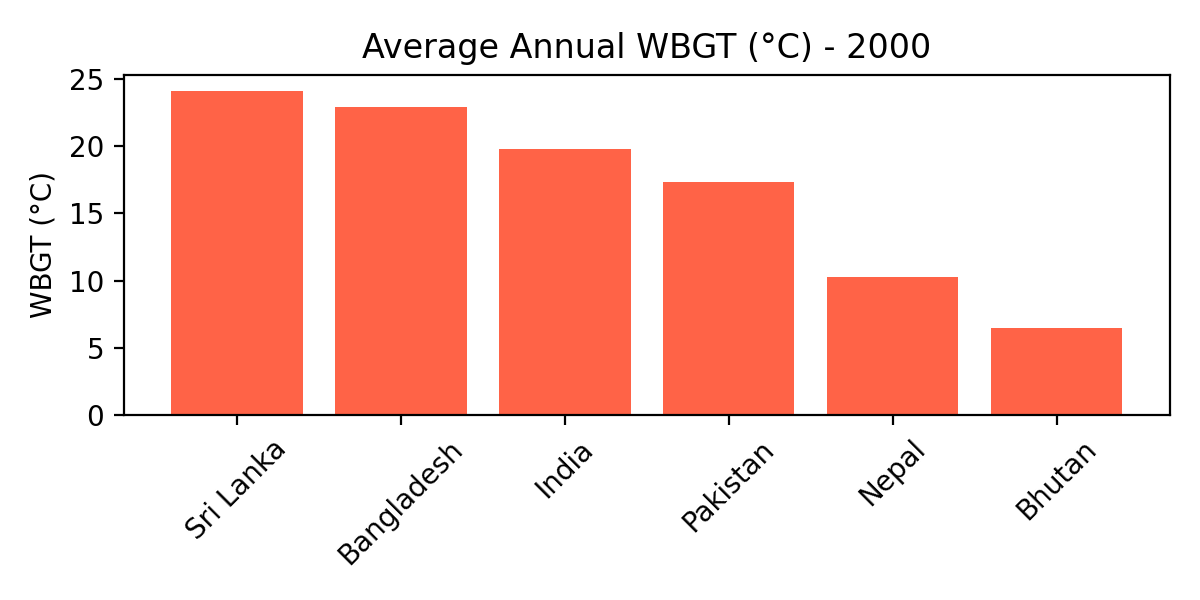 Average Annual WBGT (°C) - 2000
WBGT (°C)
25
20
15
10
5
0
Sri Lanka
Bangladesh
India
Pakistan
Nepal
Bhutan